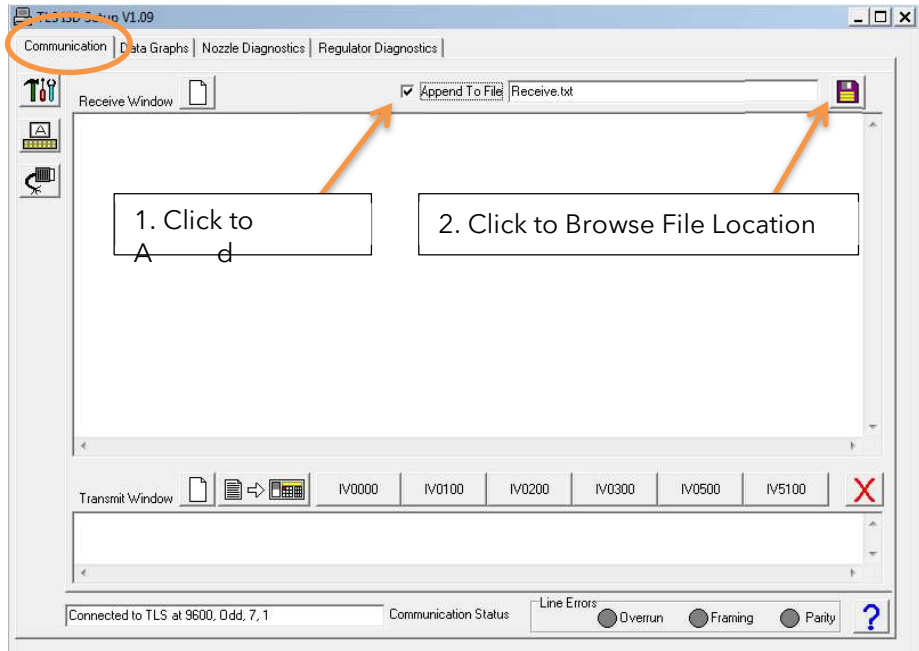 TLS ISD Setup V1.09
Communication Data Graphs Nozzle Diagnostics Regulator Diagnostics
Receive Window Append To File Receive.txt
1. Click to
A d
2. Click to Browse File Location
Transmit Window IV0000 IV0100 IV0200 IV0300 IV0500 IV5100
Connected to TLS at 9600, Odd, 7, 1 Communication Status Line Errors Overrun Framing Parity ?